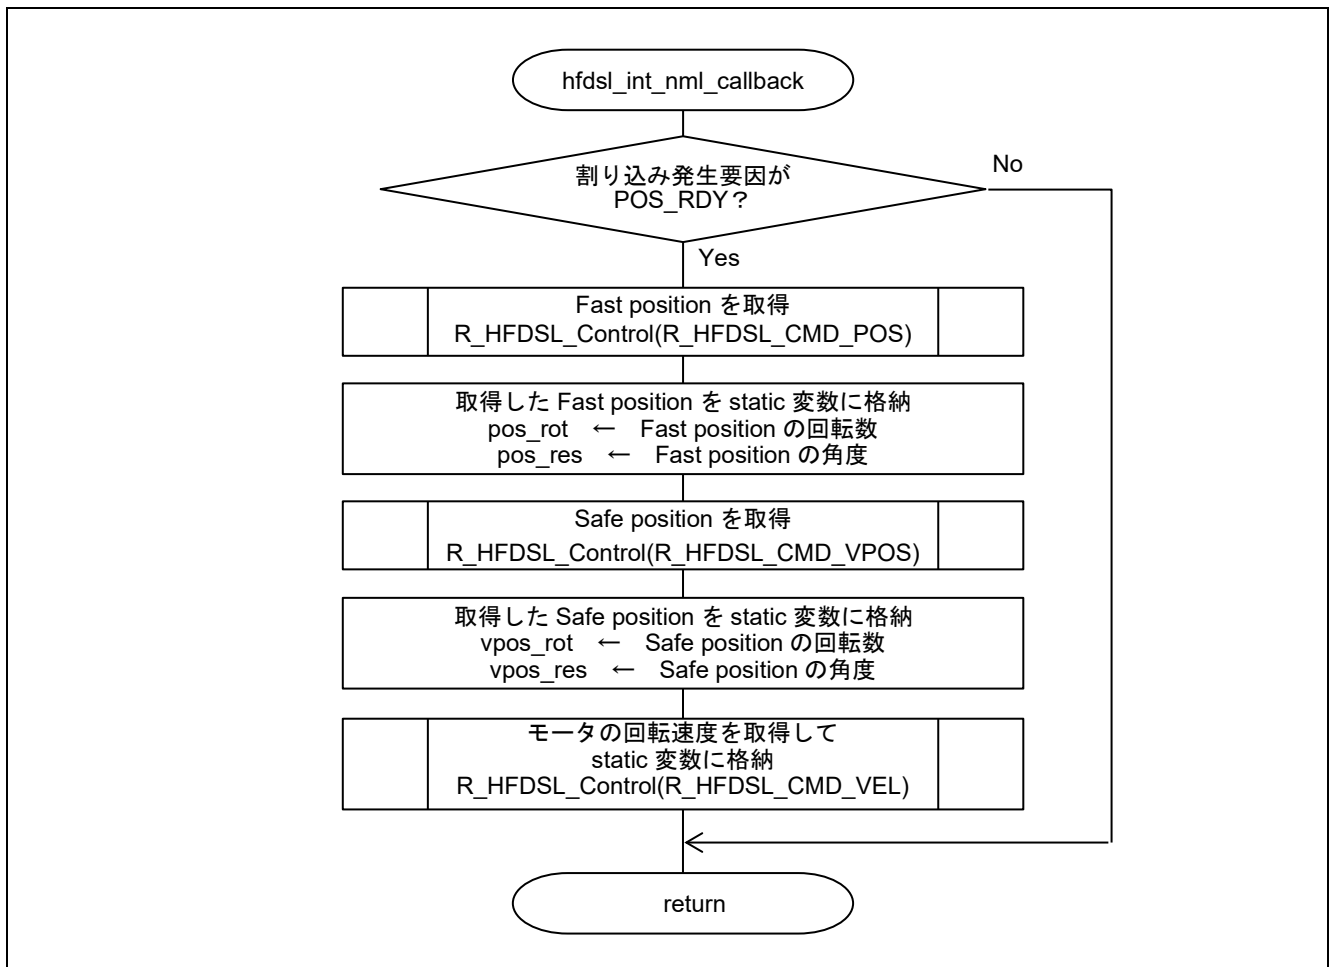 hfdsl_int_nml_callback
割り込み発生要因が
POS_RDY?
No
Yes
Fast position を取得
R_HFDSL_Control(R_HFDSL_CMD_POS)
取得した Fast position を static 変数に格納
pos_rot ← Fast position の回転数
pos_res ← Fast position の角度
Safe position を取得
R_HFDSL_Control(R_HFDSL_CMD_VPOS)
取得した Safe position を static 変数に格納
vpos_rot ← Safe position の回転数
vpos_res ← Safe position の角度
モータの回転速度を取得して
static 変数に格納
R_HFDSL_Control(R_HFDSL_CMD_VEL)
return